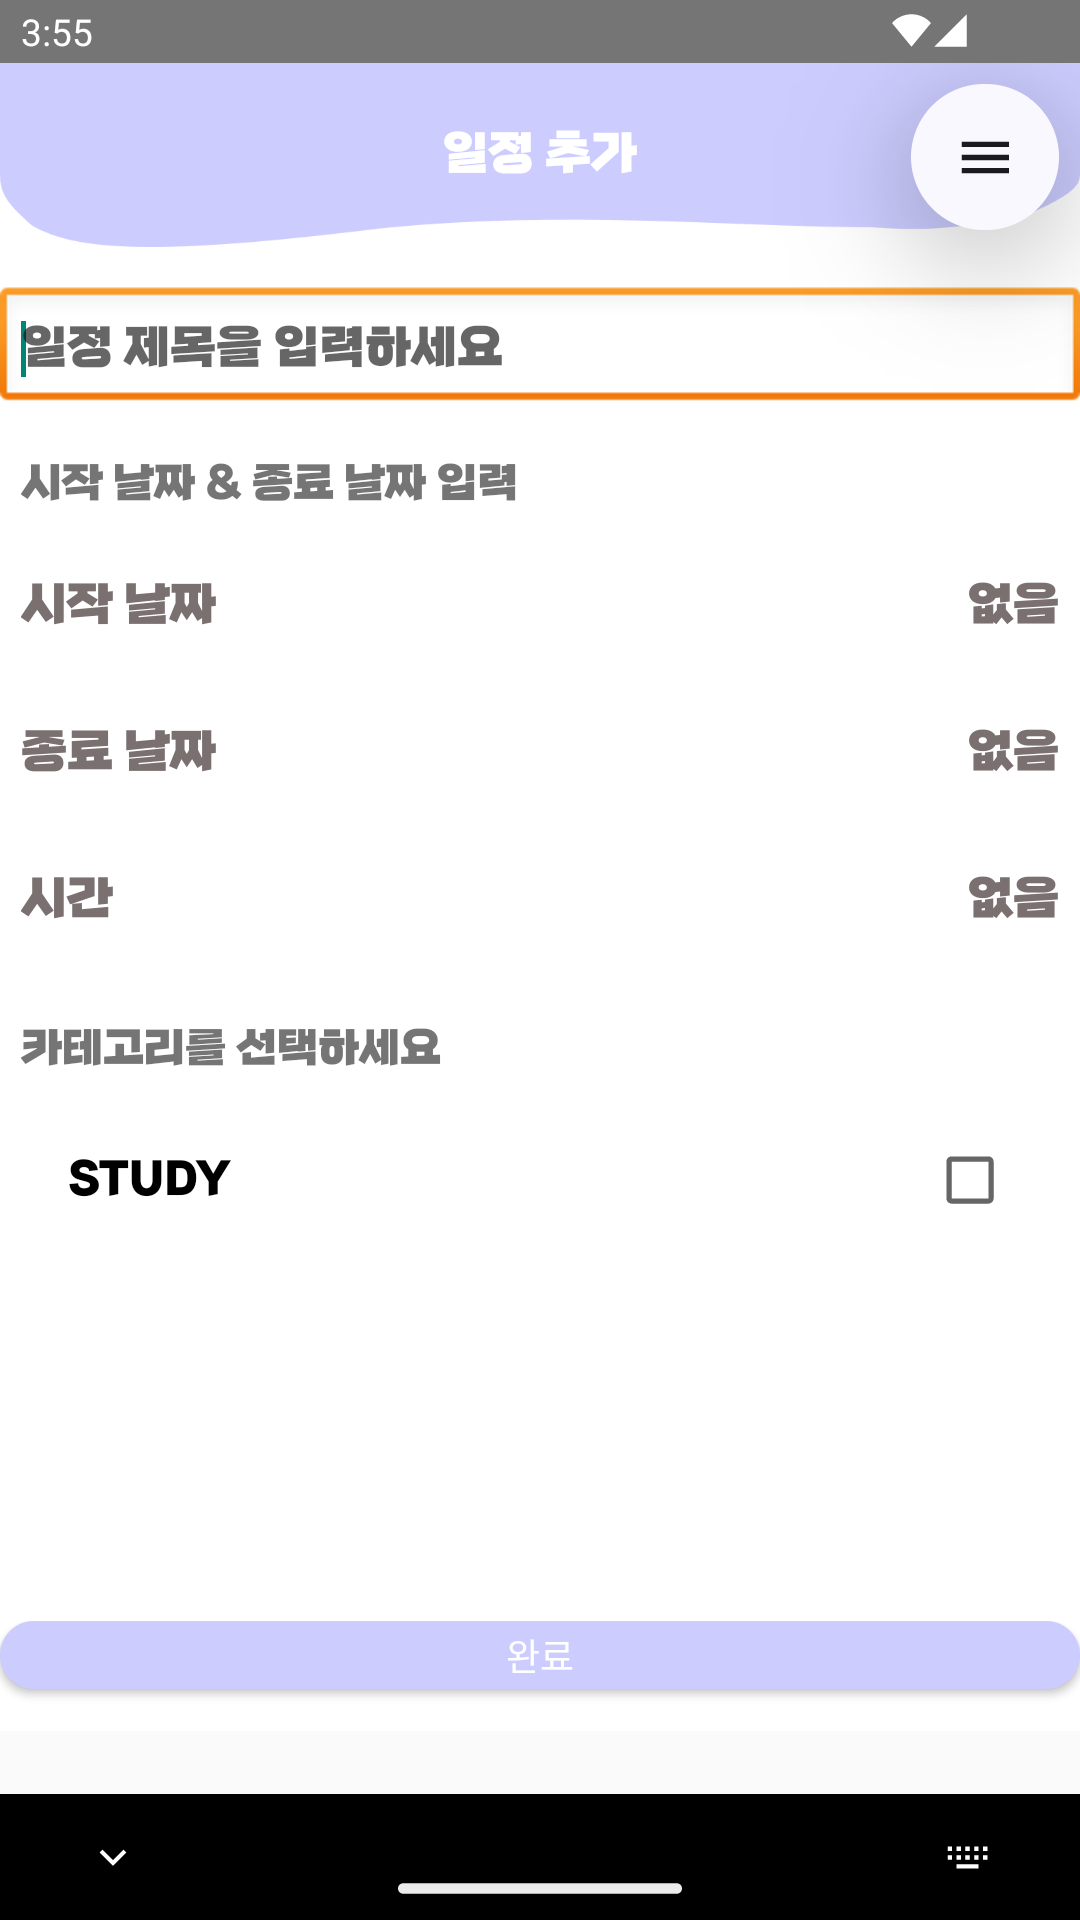 3:55
일정 추가
일정 제목을 입력하세요
시작 날짜 & 종료 날짜 입력
시작 날짜 없음
종료 날짜 없음
시간 없음
카테고리를 선택하세요
STUDY
완료